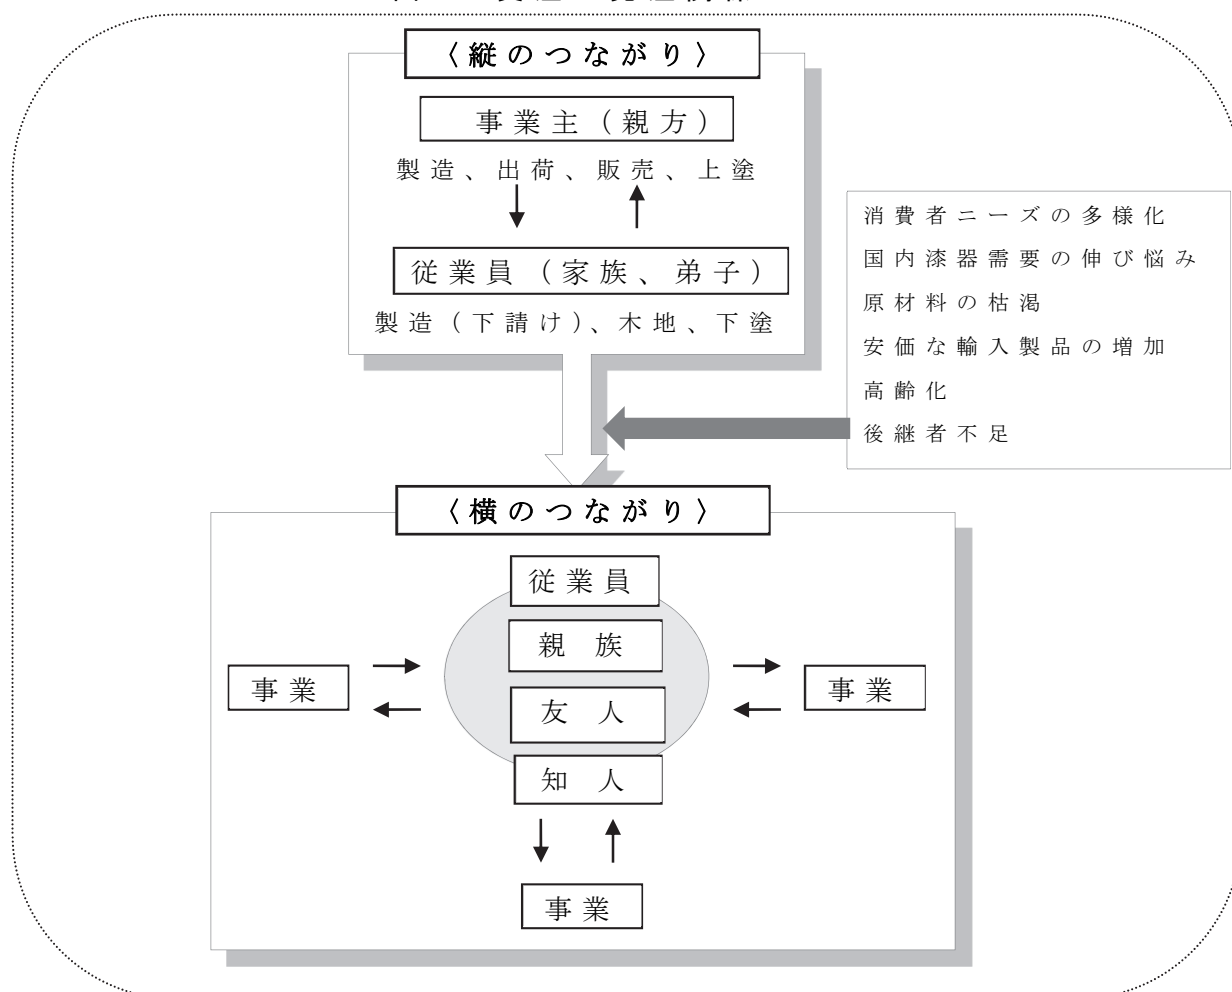 〈縦のつながり〉
事業主（親方）
製造、出荷、販売、上塗
従業員（家族、弟子）
製造（下請け）、木地、下塗
消費者ニーズの多様化
国内漆器需要の伸び悩み
原材料の枯渇
安価な輸入製品の増加
高齢化
後継者不足
〈横のつながり〉
従業員
親族
事業
事業
友人
知人
事業